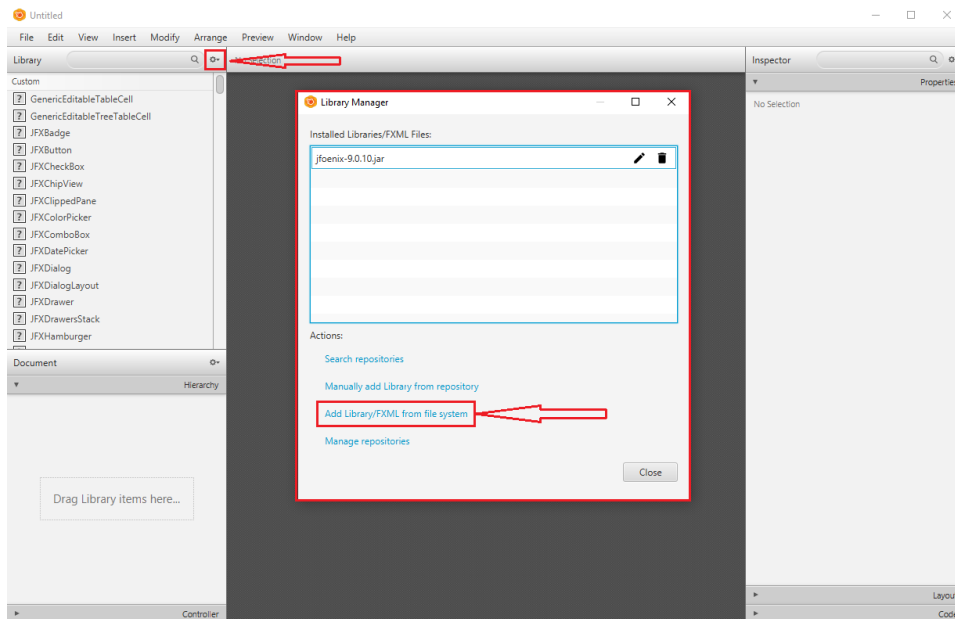 Untitled
File Edit View Insert Modify Arrange Preview Window Help
Library
Selection
Inspector
Custom
GenericEditableTableCell
GenericEditableTreeTableCell
JFXBadge
JFXButton
JFXCheckBox
JFXChipView
JFXClippedPane
JFXColorPicker
JFXComboBox
JFXDatePicker
JFXDialog
JFXDialogLayout
JFXDrawer
JFXDrawersStack
JFXHamburger
Document
Hierarchy
Drag Library items here...
Controller
Library Manager
Installed Libraries/FXML Files:
jfoenix-9.0.10.jar
Actions:
Search repositories
Manually add Library from repository
Add Library/FXML from file system
Manage repositories
Close
Properties
No Selection
Layout
Code